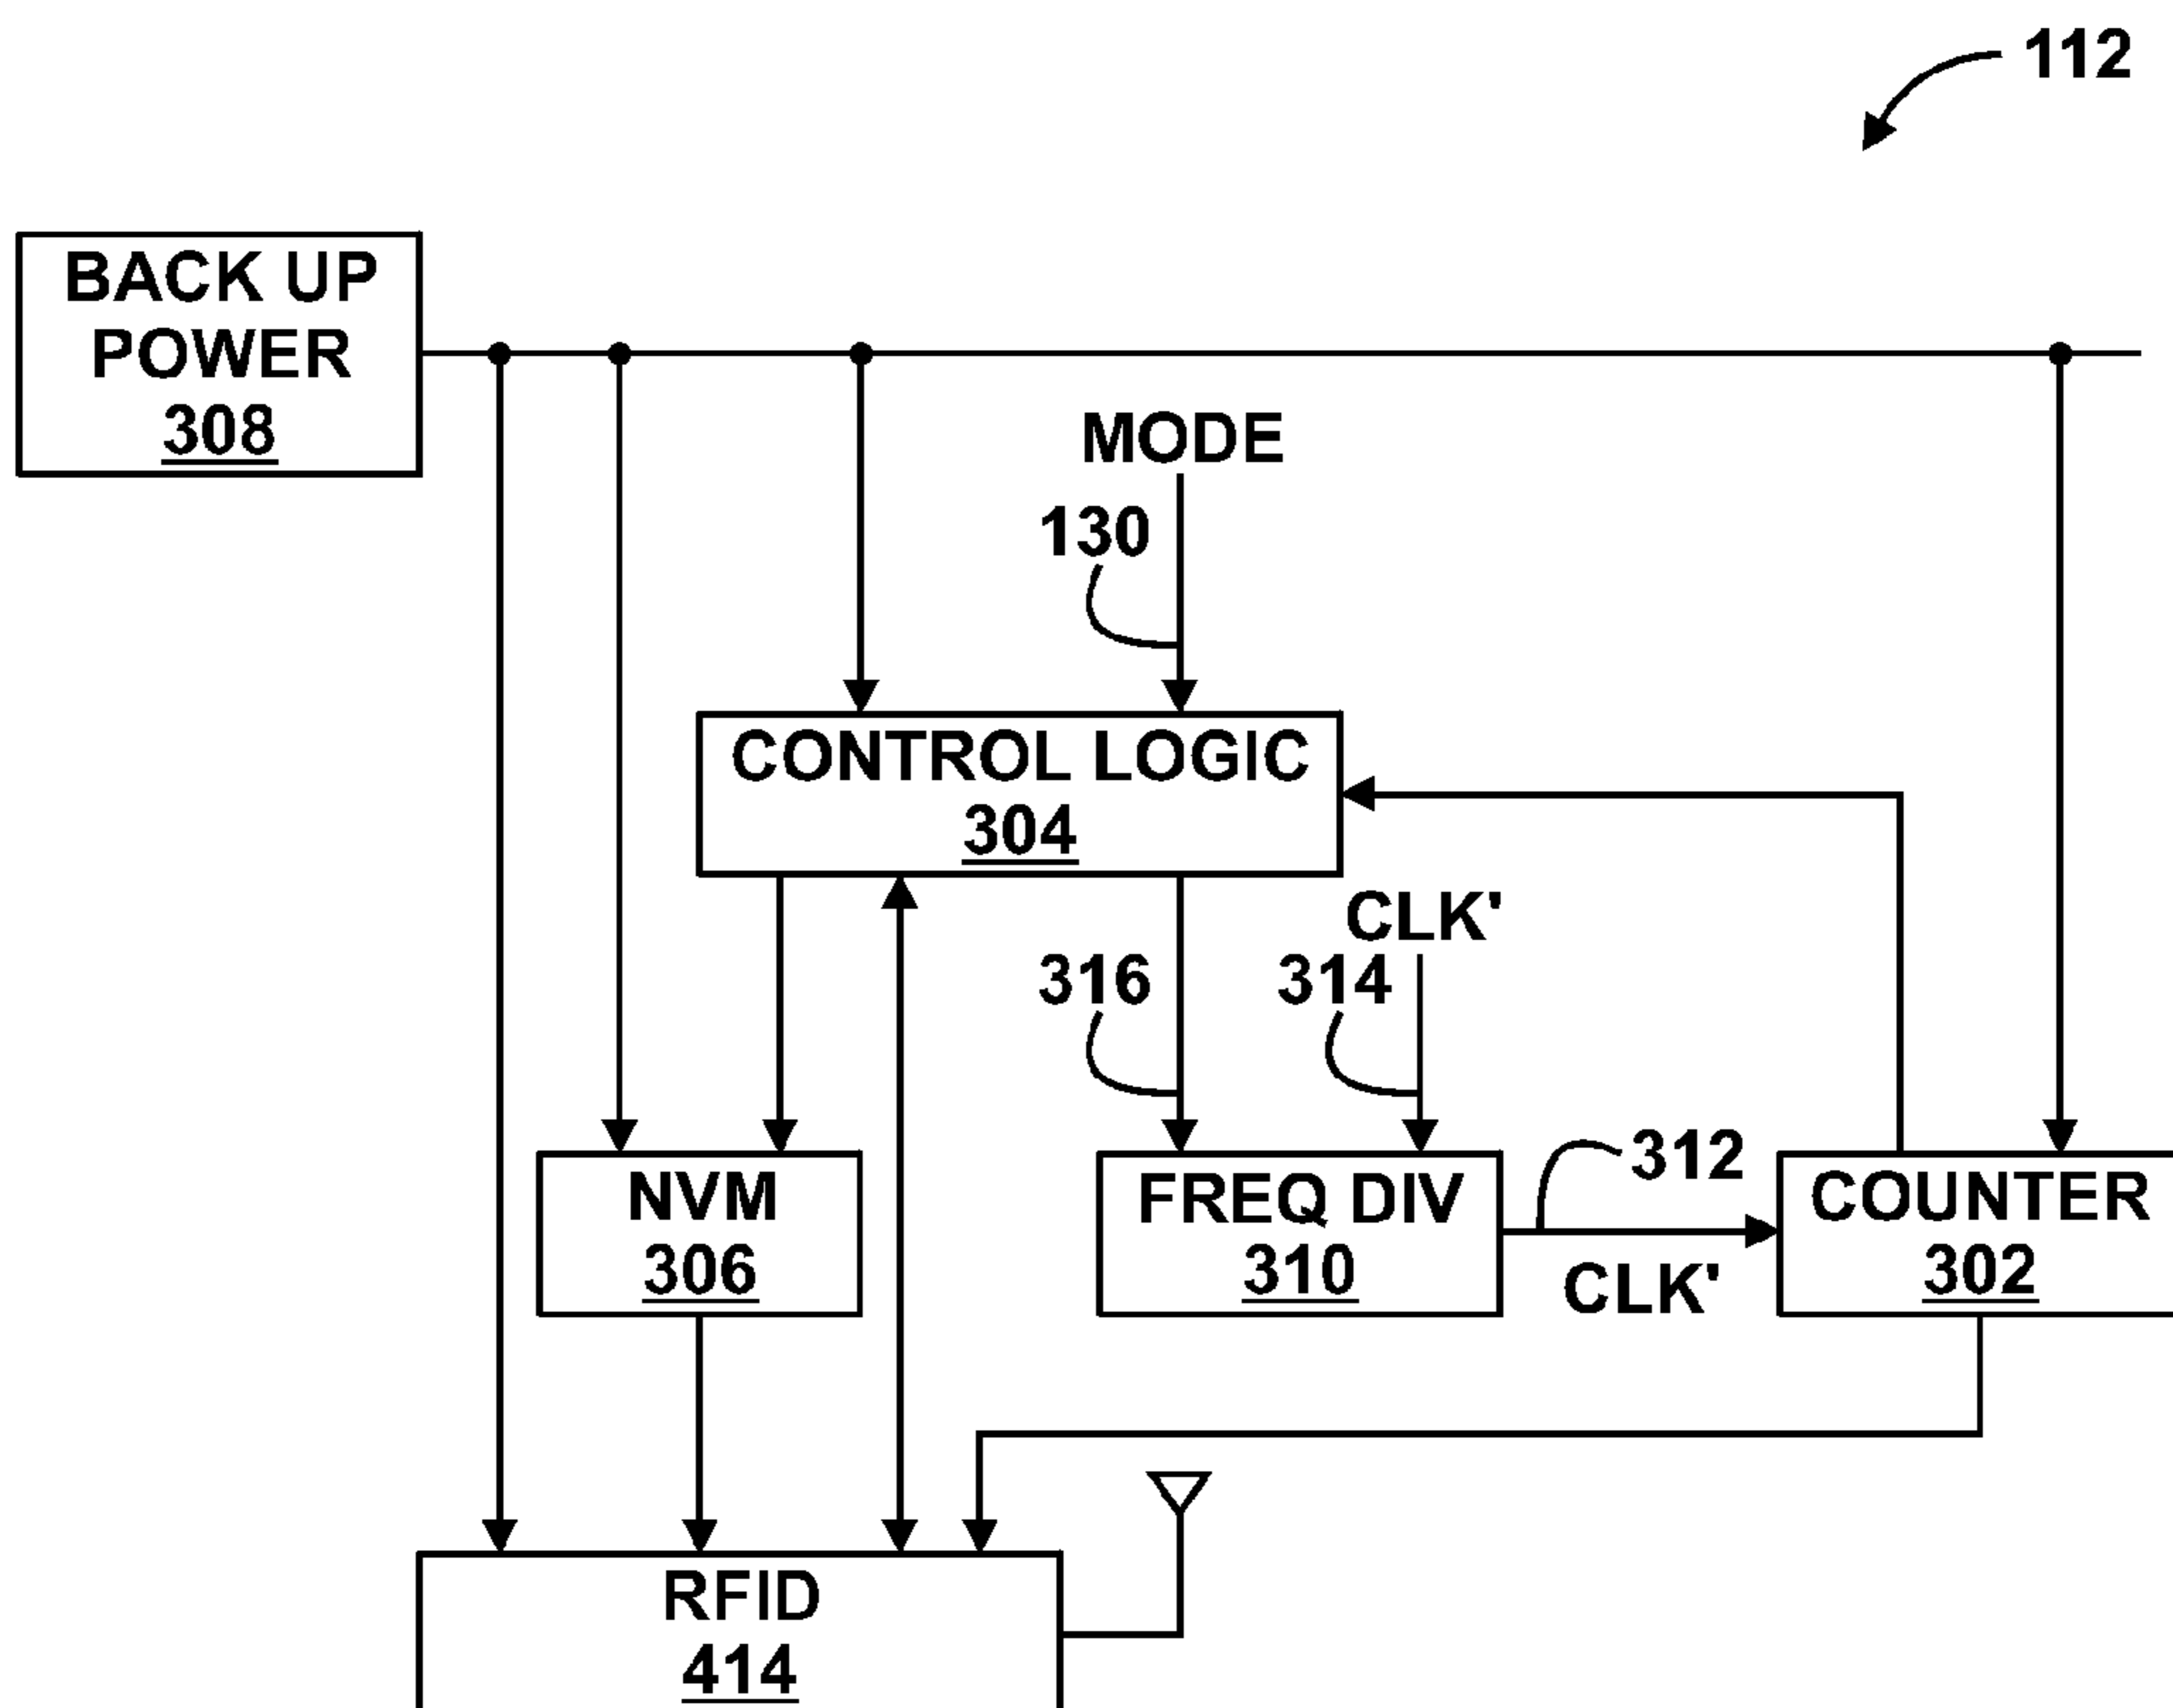 112
BACK UP
POWER
308
MODE
130
CONTROL LOGIC
304
CLK'
316
314
312
NVM
306
FREQ DIV
310
CLK'
COUNTER
302
RFID
414